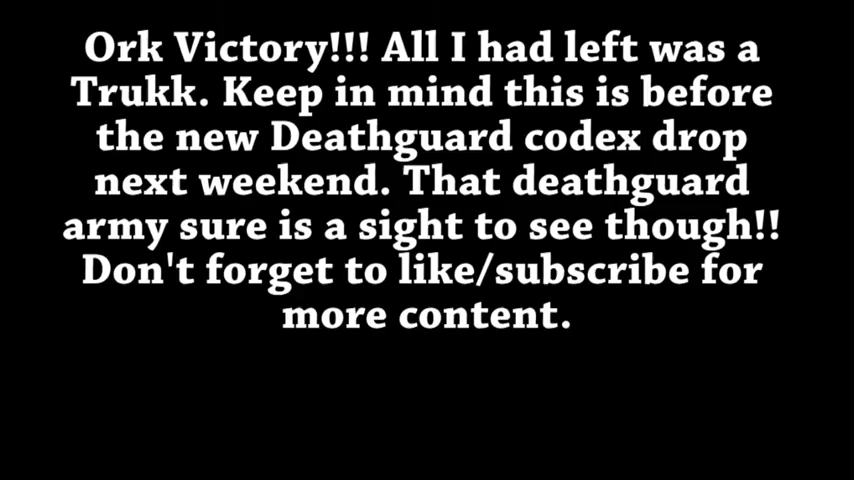 Ork Victory!!! All I had left was a
Trukk. Keep in mind this is before
the new Deathguard codex drop
next weekend. That deathguard
army sure is a sight to see though!!
Don't forget to like/subscribe for
more content.